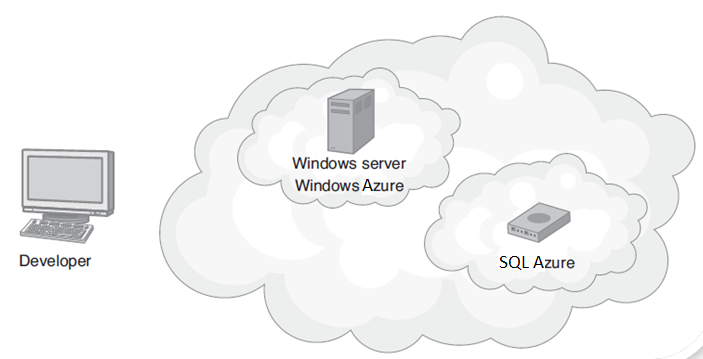 Windows server
Windows Azure
Developer
SQL Azure